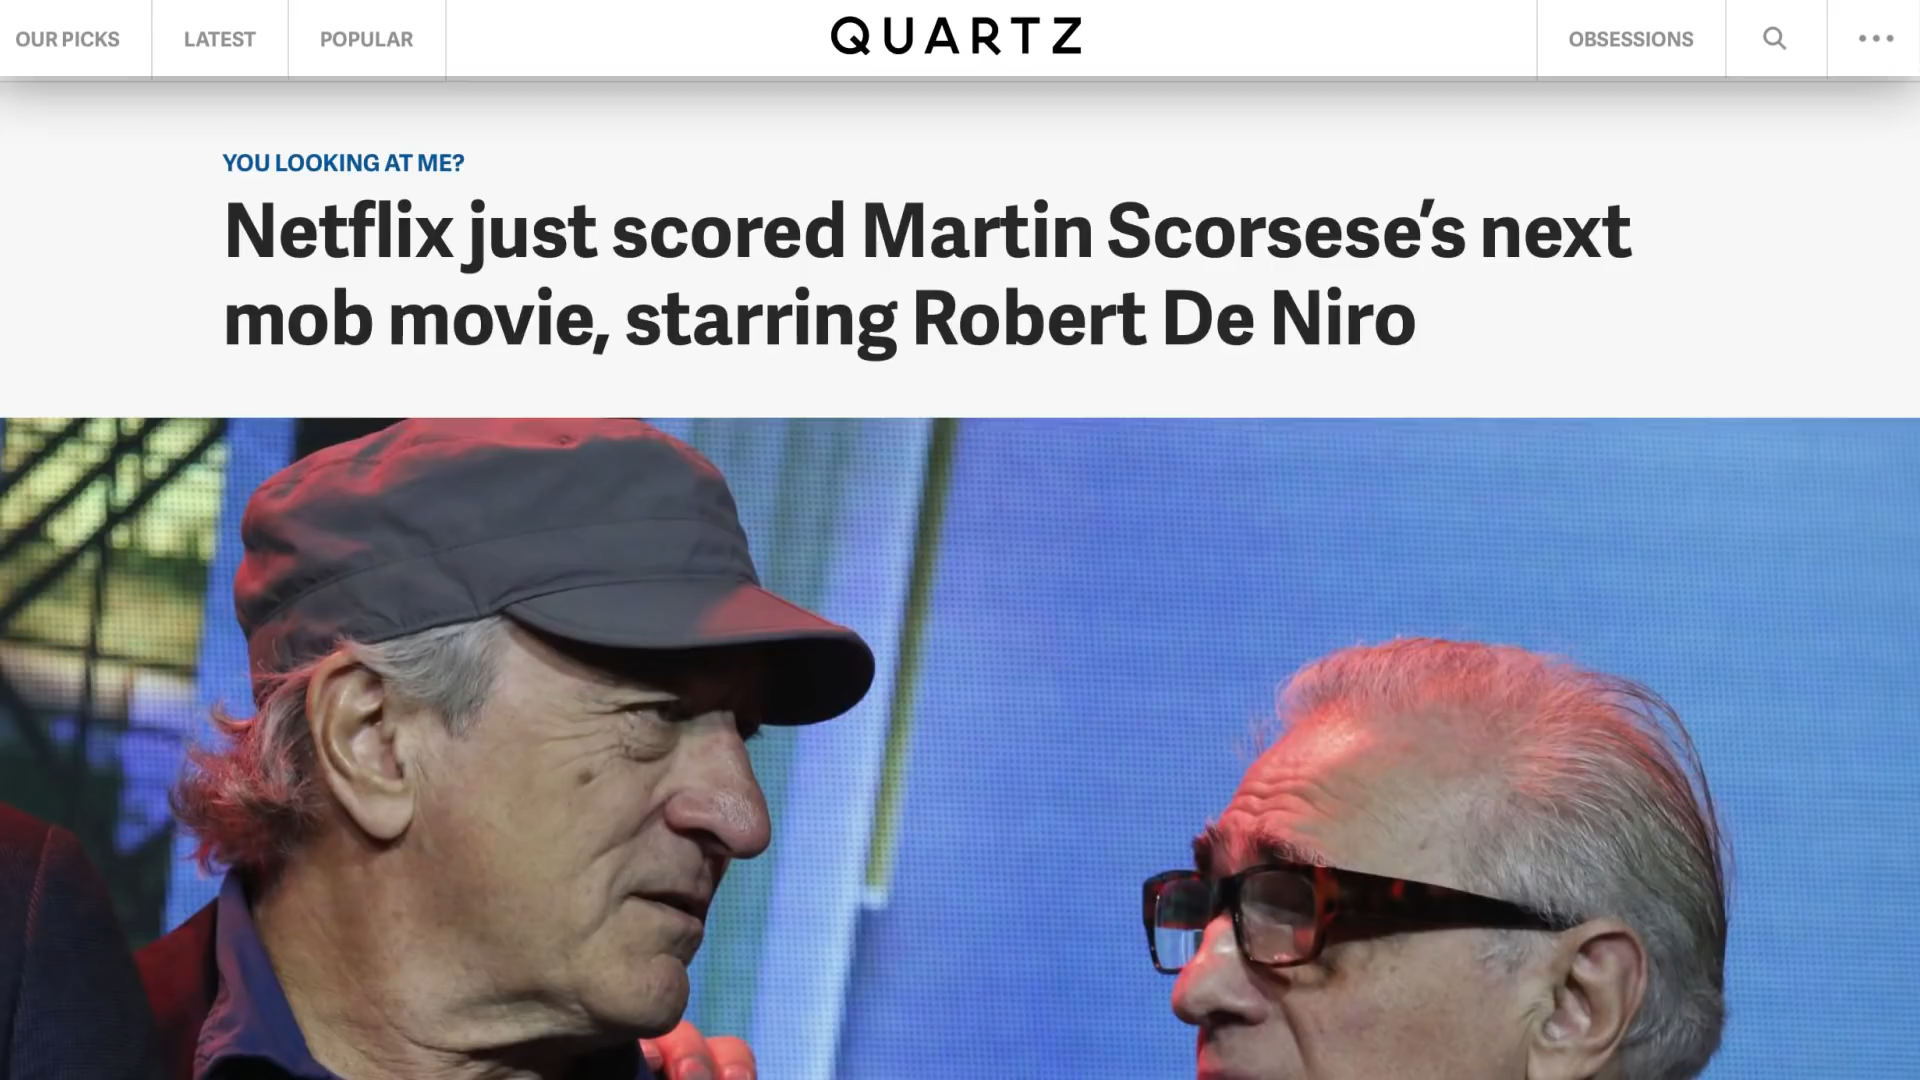 OUR PICKS
LATEST
POPULAR
QUARTZ
OBSESSIONS
YOU LOOKING AT ME?
Netflix just scored Martin Scorsese’s next
mob movie, starring Robert De Niro